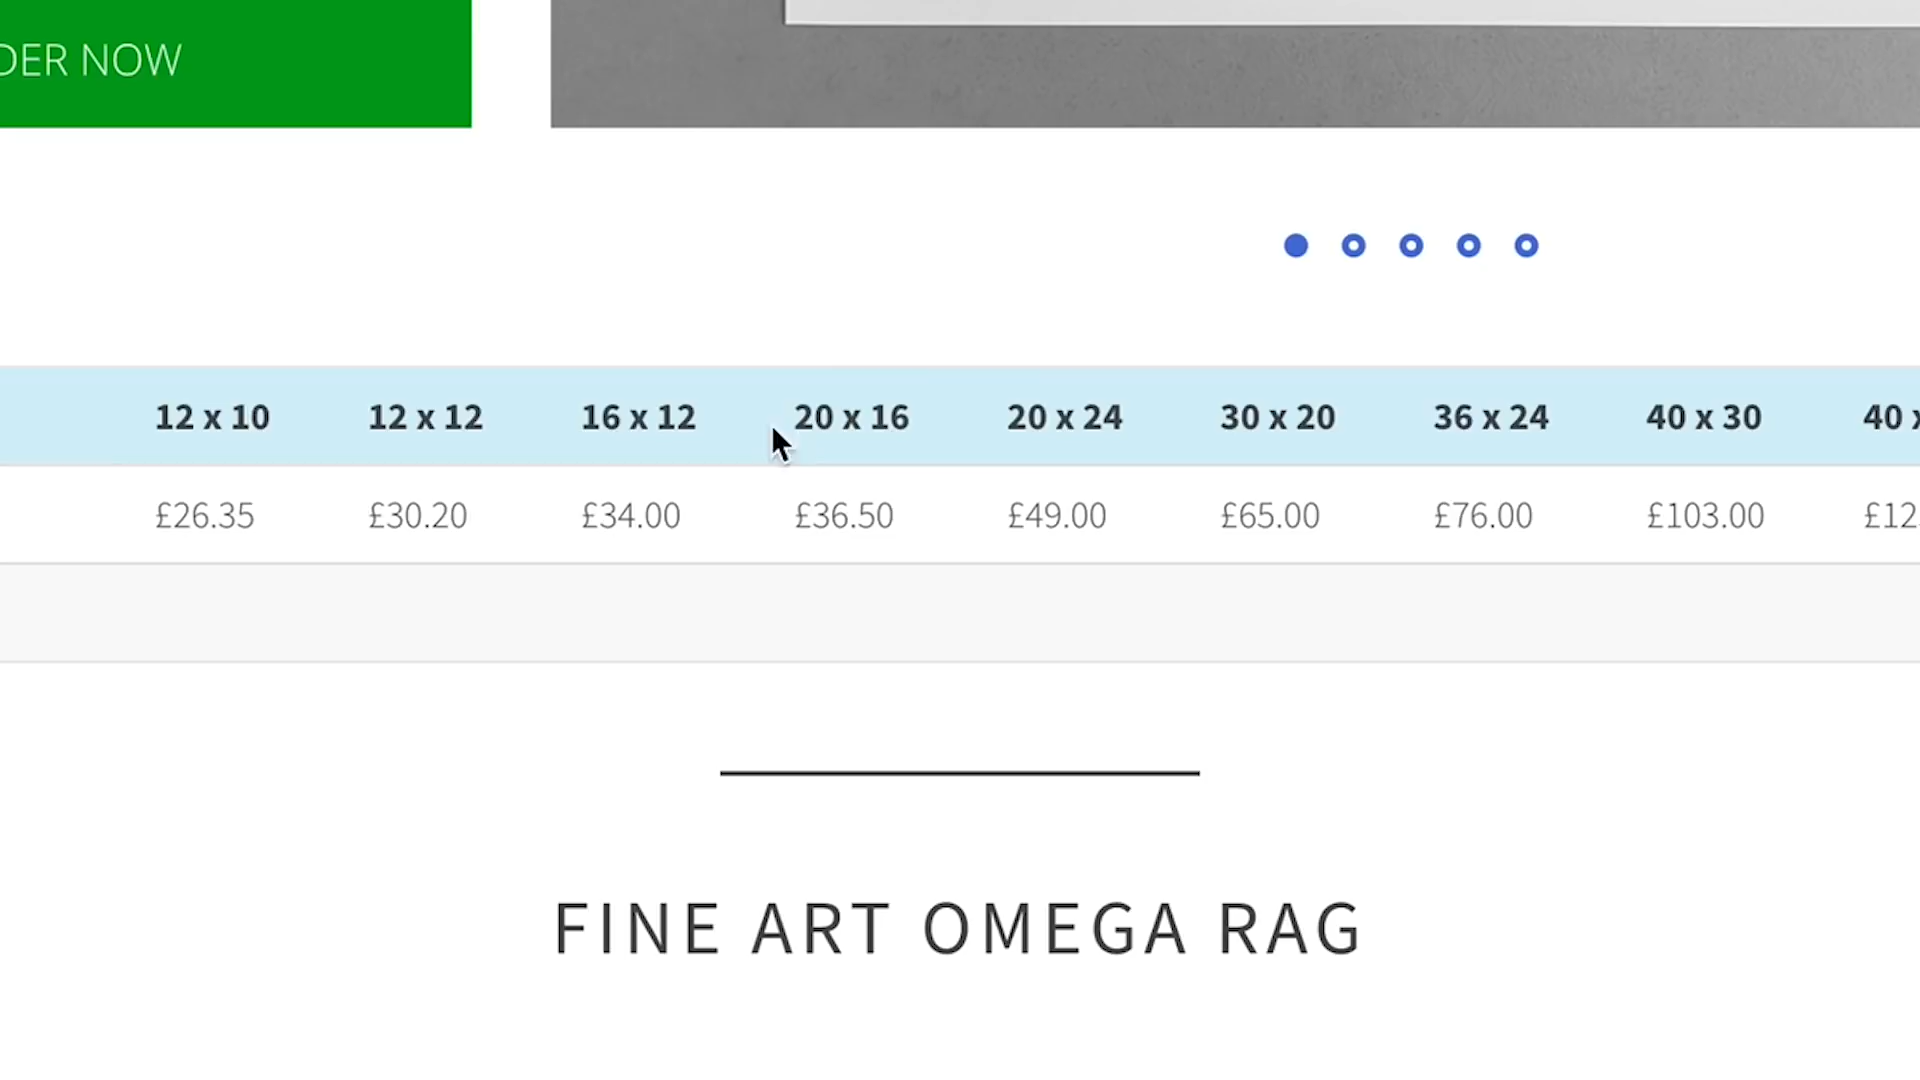 DER NOW
12 x 10 12 x 12 16 x 12 20 x 16 20 x 24 30 x 20 36 x 24 40 x 30 40 x
£26.35 £30.20 £34.00 £36.50 £49.00 £65.00 £76.00 £103.00 £12
FINE ART OMEGA RAG